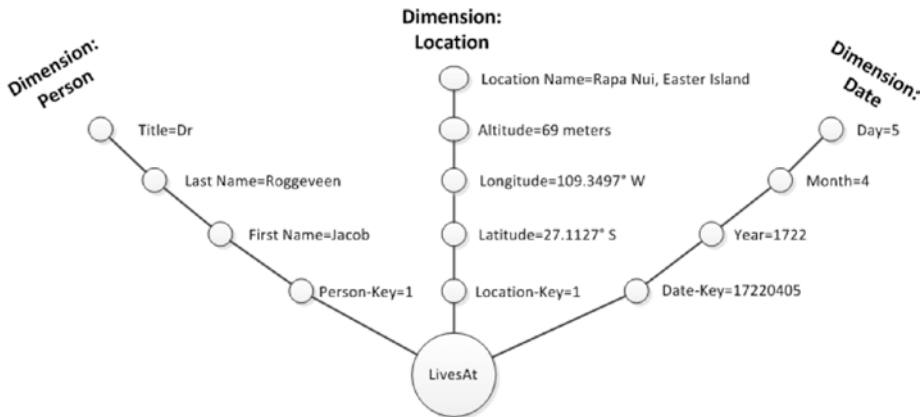 Dimension:
Person
Title=Dr
Last Name=Roggeveen
First Name=Jacob
Person-Key=1
Dimension:
Location
Location Name=Rapa Nui, Easter Island
Altitude=69 meters
Longitude=109.3497° W
Latitude=27.1127° S
Location-Key=1
Dimension:
Date
Day=5
Month=4
Year=1722
Date-Key=17220405
LivesAt